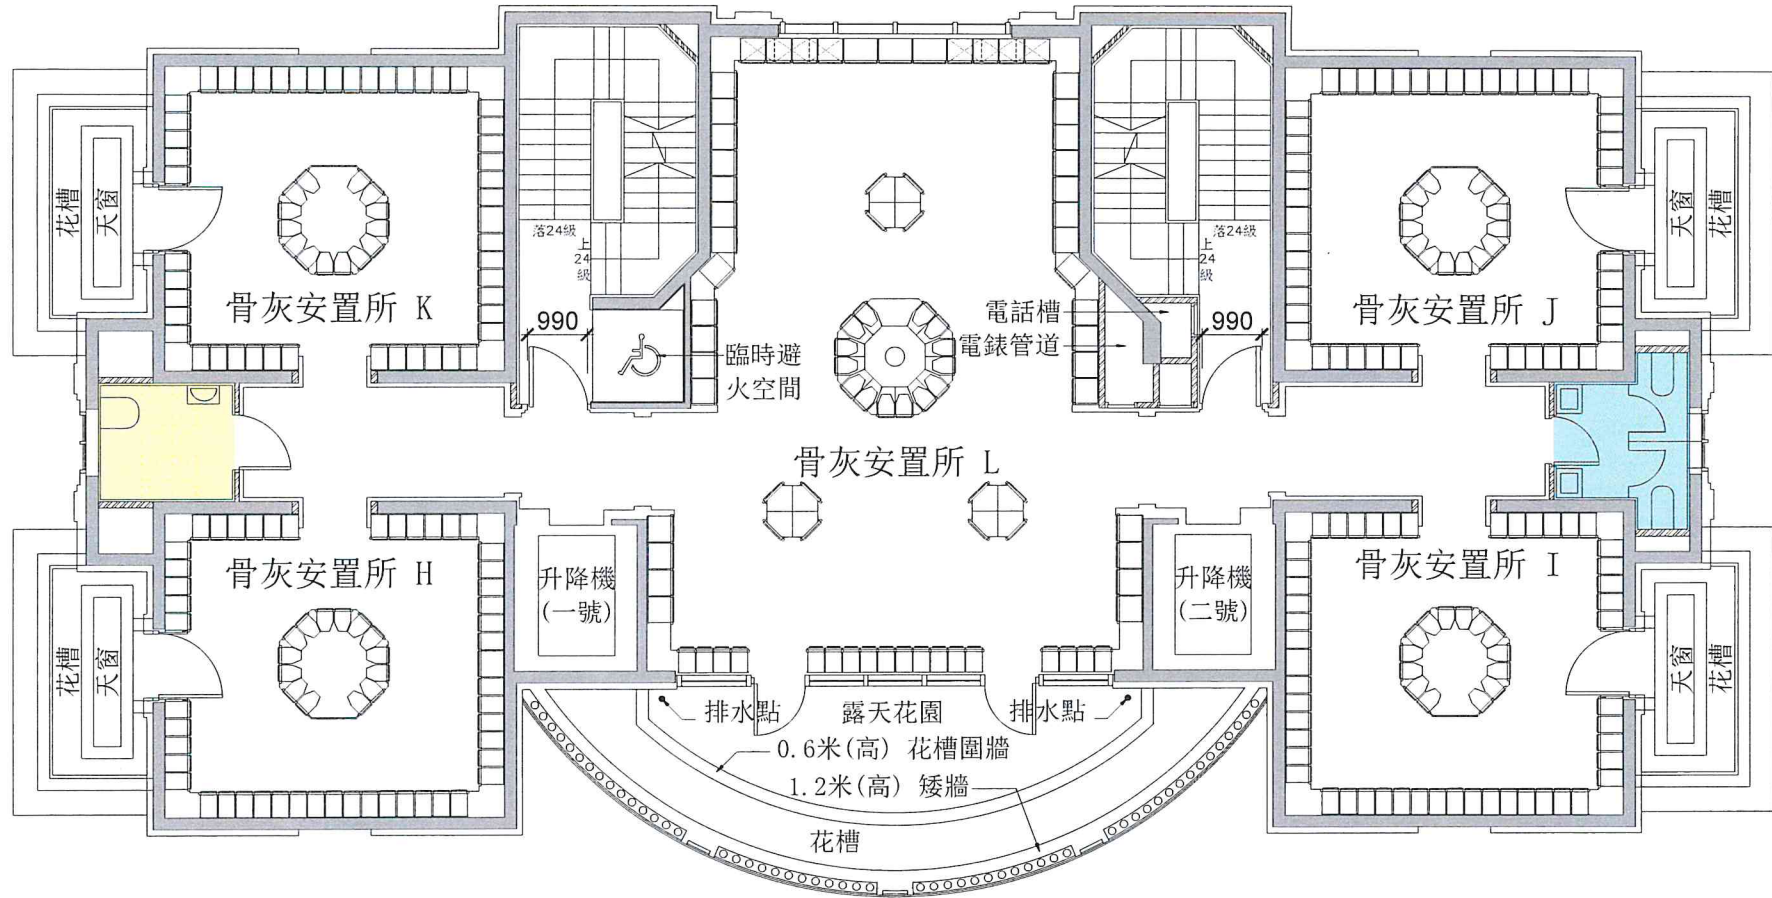 花槽
天窗
骨灰安置所 K
落24級
上
24
級
990
臨時避
火空間
電話槽
電錶管道
落24級
上
24
級
990
骨灰安置所 J
天窗
花槽
骨灰安置所 L
花槽
天窗
骨灰安置所 H
升降機
(一號)
升降機
(二號)
骨灰安置所 I
天窗
花槽
排水點
露天花園
排水點
0.6米(高) 花槽圍牆
1.2米(高) 矮牆
花槽